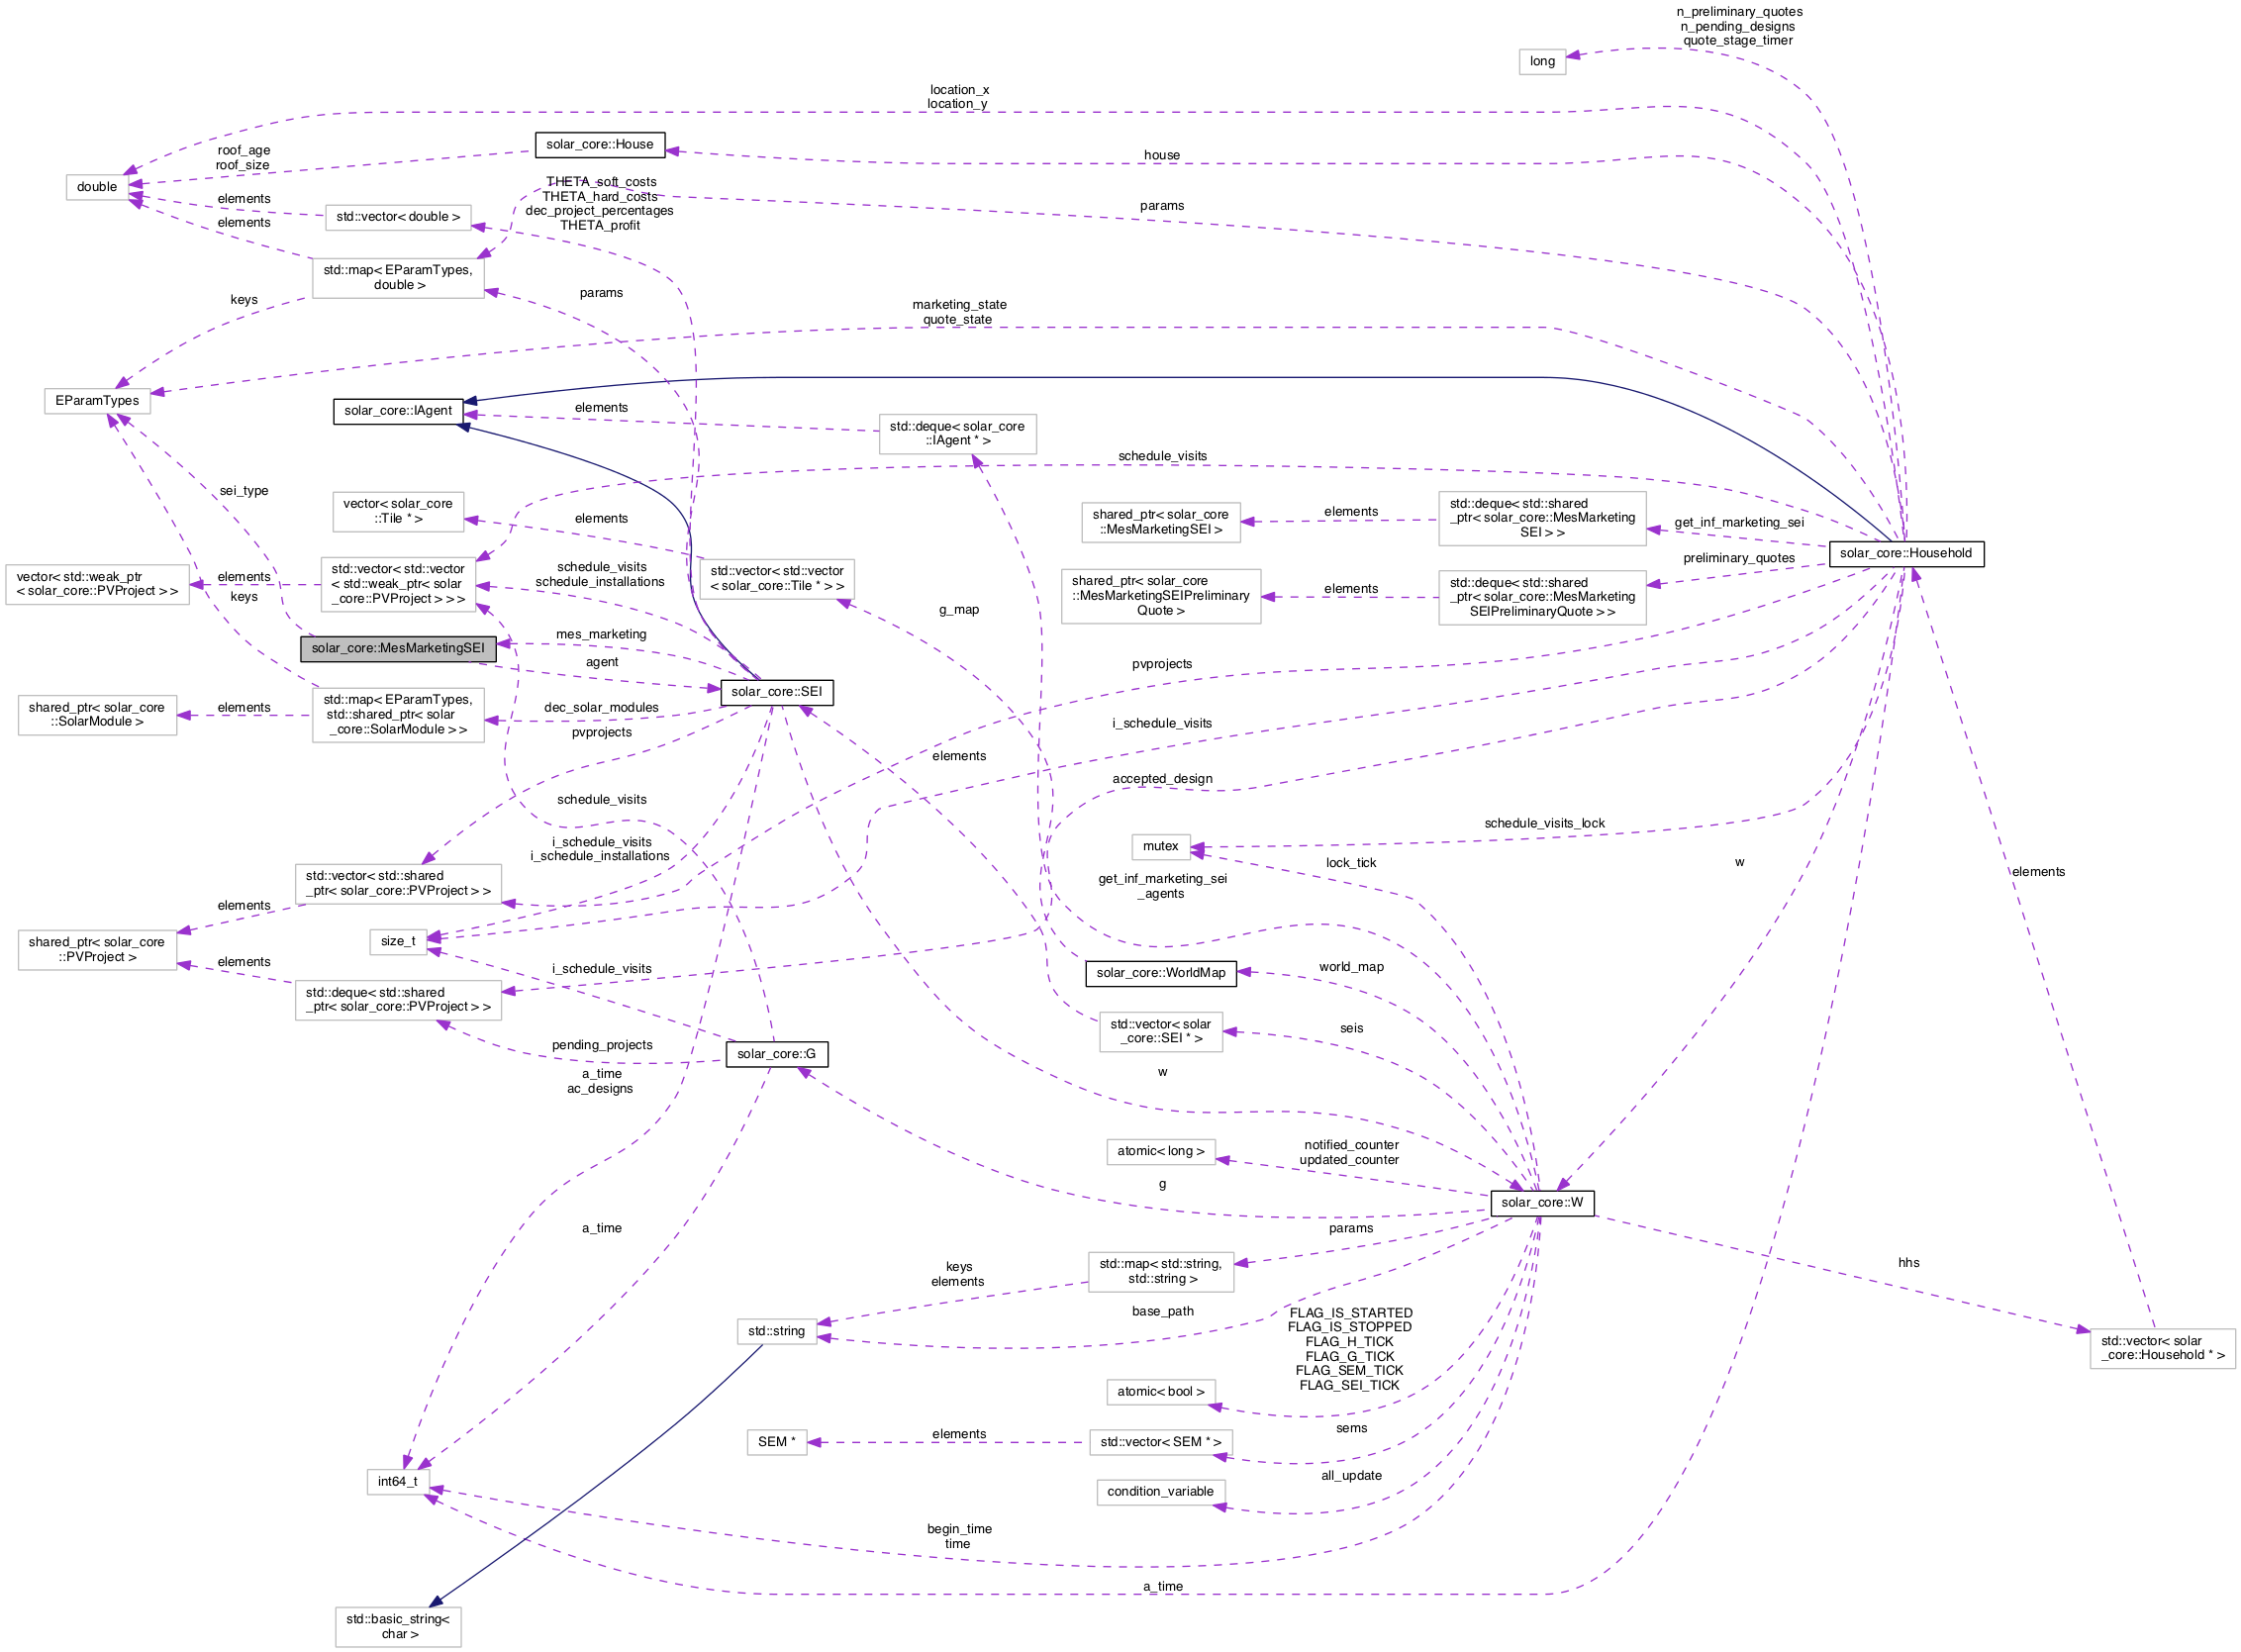 n_preliminary_quotes
n_pending_designs
quote_stage_timer
long
location_x
location_y
solar_core::House
house
roof_age
roof_size
double
elements
std::vector< double >
THETA_soft_costs
THETA_hard_costs
dec_project_percentages
THETA_profit
params
elements
std::map< EParamTypes,
double >
keys
params
marketing_state
quote_state
EParamTypes
solar_core::IAgent
elements
std::deque< solar_core
::IAgent * >
schedule_visits
sei_type
vector< solar_core
::Tile * >
elements
shared_ptr< solar_core
::MesMarketingSEI >
elements
std::deque< std::shared
_ptr< solar_core::MesMarketing
SEI > >
get_inf_marketing_sei
solar_core::Household
preliminary_quotes
vector< std::weak_ptr
< solar_core::PVProject > >
elements
keys
std::vector< std::vector
< std::weak_ptr< solar
_core::PVProject > > >
schedule_visits
schedule_installations
std::vector< std::vector
< solar_core::Tile * > >
g_map
shared_ptr< solar_core
::MesMarketingSEIPreliminary
Quote >
elements
std::deque< std::shared
_ptr< solar_core::MesMarketing
SEIPreliminaryQuote > >
solar_core::MesMarketingSEI
mes_marketing
agent
solar_core::SEI
pvprojects
shared_ptr< solar_core
::SolarModule >
elements
std::map< EParamTypes,
std::shared_ptr< solar
_core::SolarModule > >
dec_solar_modules
pvprojects
i_schedule_visits
elements
accepted_design
schedule_visits
i_schedule_visits
i_schedule_installations
schedule_visits_lock
mutex
lock_tick
w
elements
get_inf_marketing_sei
_agents
std::vector< std::shared
_ptr< solar_core::PVProject > >
elements
shared_ptr< solar_core
::PVProject >
size_t
elements
std::deque< std::shared
_ptr< solar_core::PVProject > >
i_schedule_visits
solar_core::WorldMap
world_map
std::vector< solar
_core::SEI * >
seis
pending_projects
solar_core::G
a_time
ac_designs
w
atomic< long >
notified_counter
updated_counter
g
solar_core::W
a_time
params
std::map< std::string,
std::string >
keys
elements
hhs
base_path
std::string
FLAG_IS_STARTED
FLAG_IS_STOPPED
FLAG_H_TICK
FLAG_G_TICK
FLAG_SEM_TICK
FLAG_SEI_TICK
std::vector< solar
_core::Household * >
atomic< bool >
SEM *
elements
std::vector< SEM * >
sems
int64_t
condition_variable
all_update
begin_time
time
a_time
std::basic_string<
char >